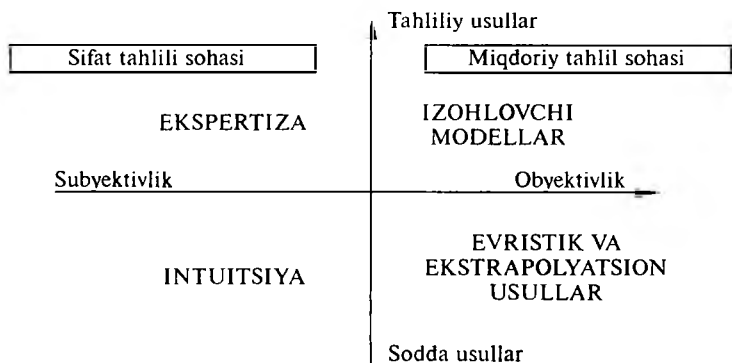 Tahliliy usullar
Sifat tahlili sohasi
Miqdoriy tahlil sohasi
EKSPERTIZA
IZOHLOVCHI
MODELLAR
Subyektivlik
Obyektivlik
INTUITSIYA
EVRISTIK VA
EKSTRAPOLYATSION
USULLAR
Sodda usullar